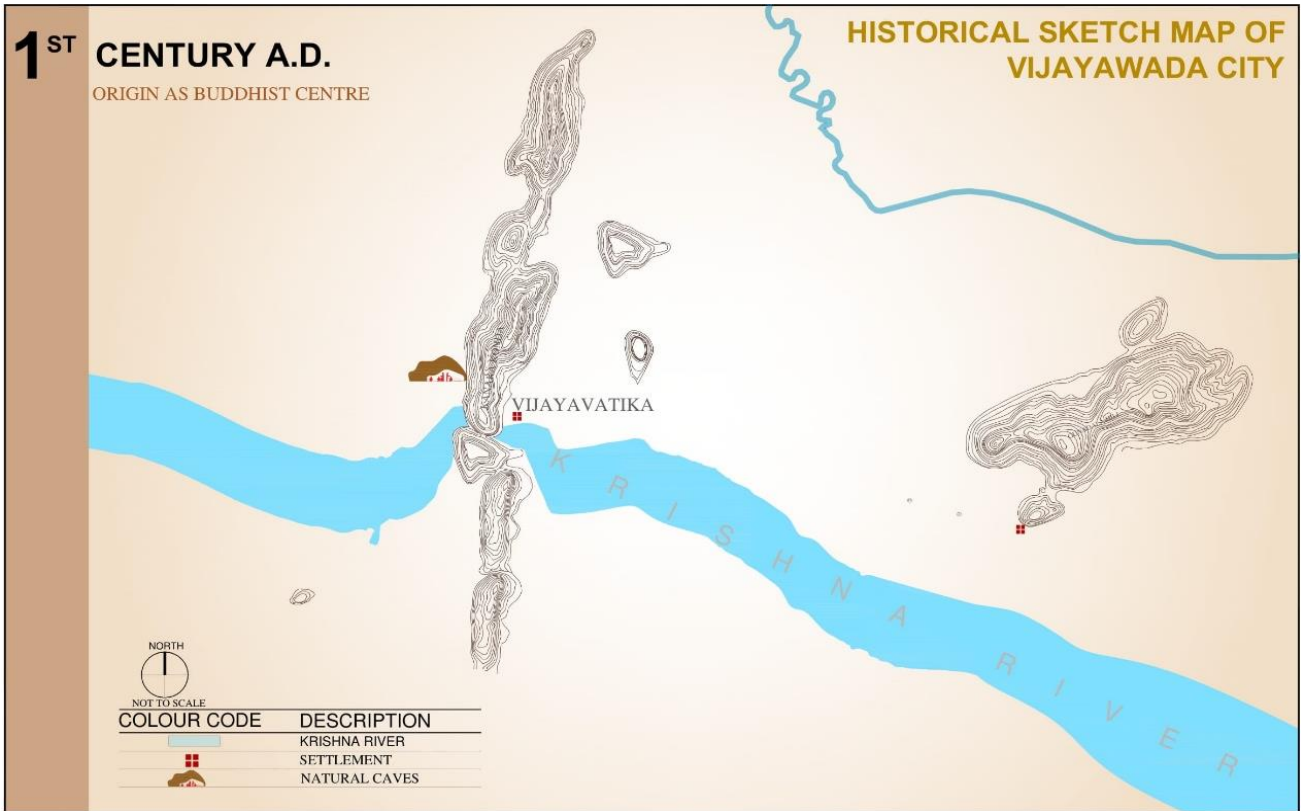 1ST CENTURY A.D.
ORIGIN AS BUDDHIST CENTRE
HISTORICAL SKETCH MAP OF
VIJAYAWADA CITY
VIJAYAVATIKA
KRISHNA RIVER
NORTH
NOT TO SCALE
COLOUR CODE DESCRIPTION
KRISHNA RIVER
SETTLEMENT
NATURAL CAVES